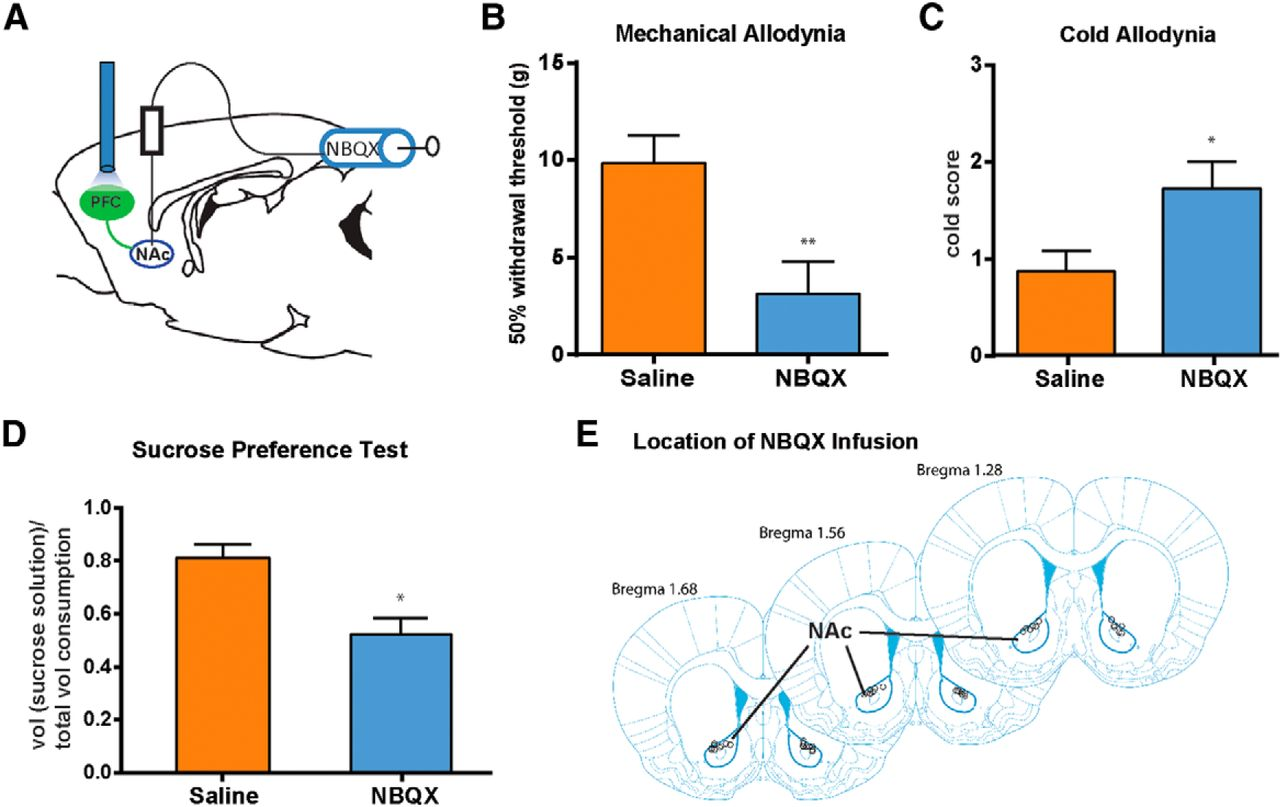 A
NBQX
PFC
NAc
B
Mechanical Allodynia
50% withdrawal threshold (g)
15
10
5
0
**
Saline
NBQX
C
Cold Allodynia
cold score
3
2
1
0
*
Saline
NBQX
D
Sucrose Preference Test
vol (sucrose solution)/
total vol consumption
1.0
0.8
0.6
0.4
0.2
0.0
*
Saline
NBQX
E
Location of NBQX Infusion
Bregma 1.28
Bregma 1.56
Bregma 1.68
NAc